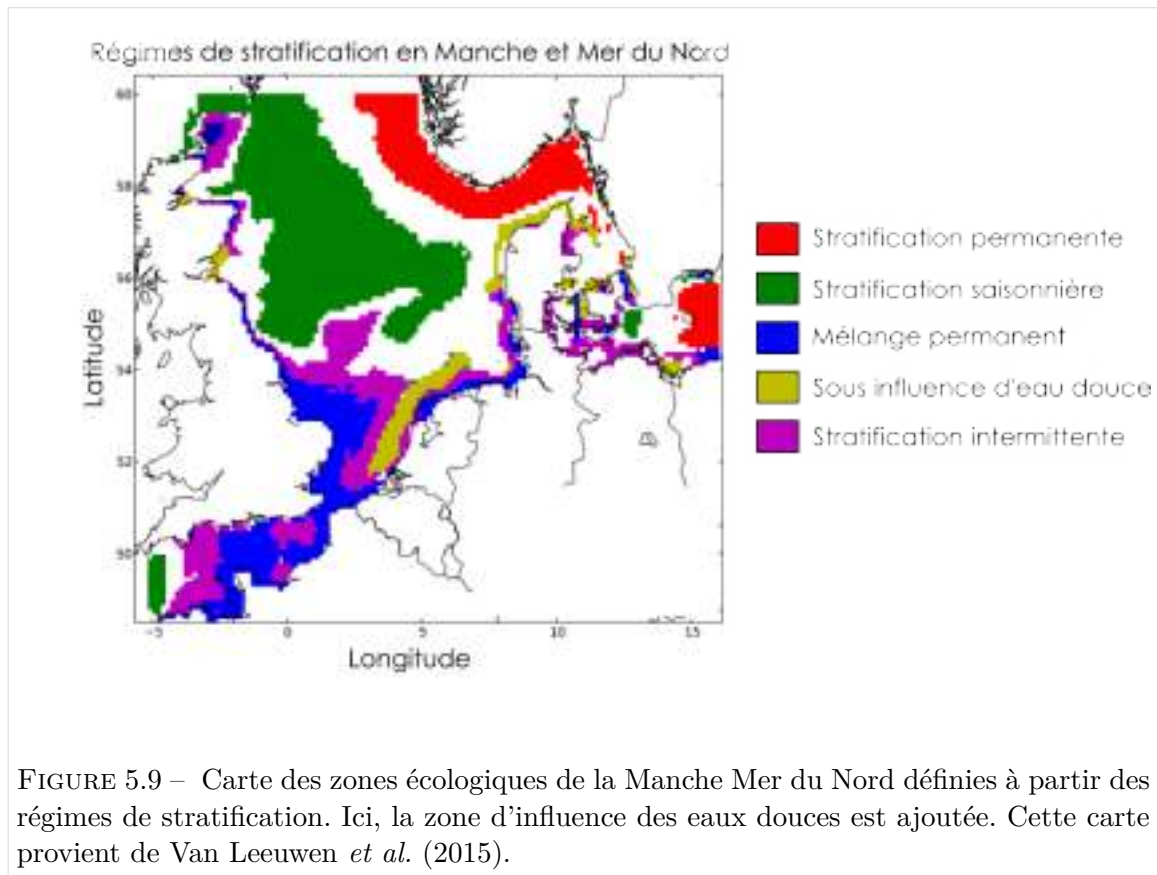 Régimes de stratification en Manche et Mer du Nord
60
58
56
54
52
50
Latitude
-5
0
5
10
15
Longitude
Stratification permanente
Stratification saisonnière
Mélange permanent
Sous influence d'eau douce
Stratification intermittente
FIGURE 5.9 – Carte des zones écologiques de la Manche Mer du Nord définies à partir des
régimes de stratification. Ici, la zone d'influence des eaux douces est ajoutée. Cette carte
provient de Van Leeuwen et al. (2015).